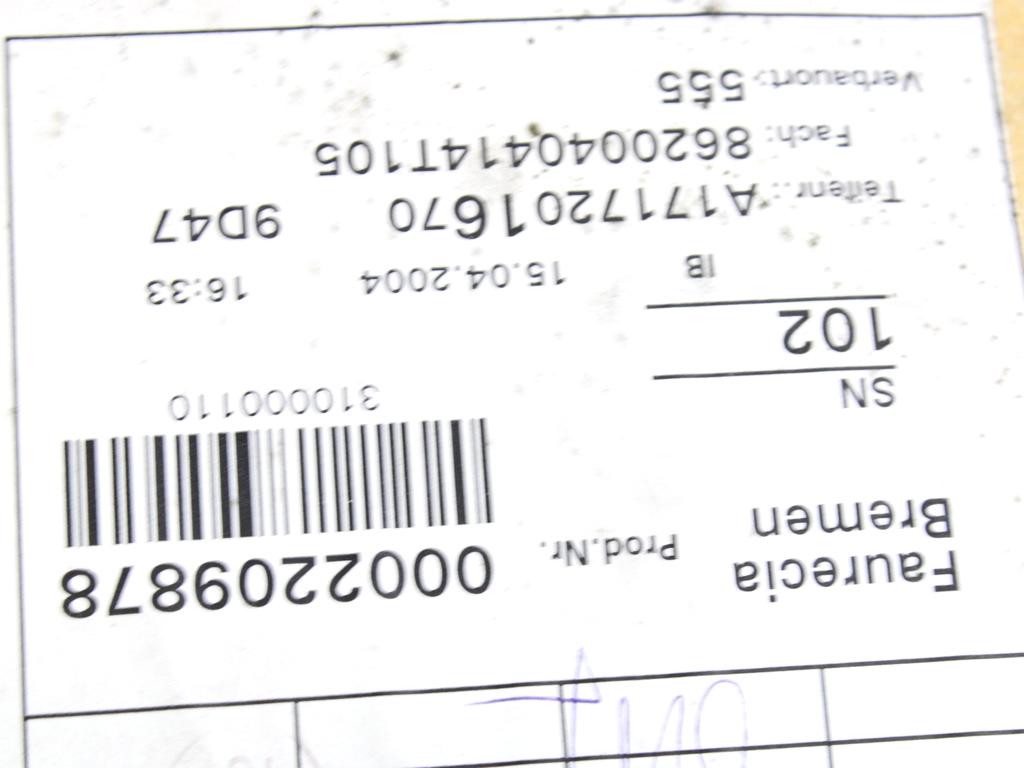 Faurecia
Bremen
Prod.Nr. 0002209878
310000110
SN
102
IB 15.04.2004 16:33
Teilenr.: A1717201670 9D47
Fach: 8620040414T105
Verbauort: 555